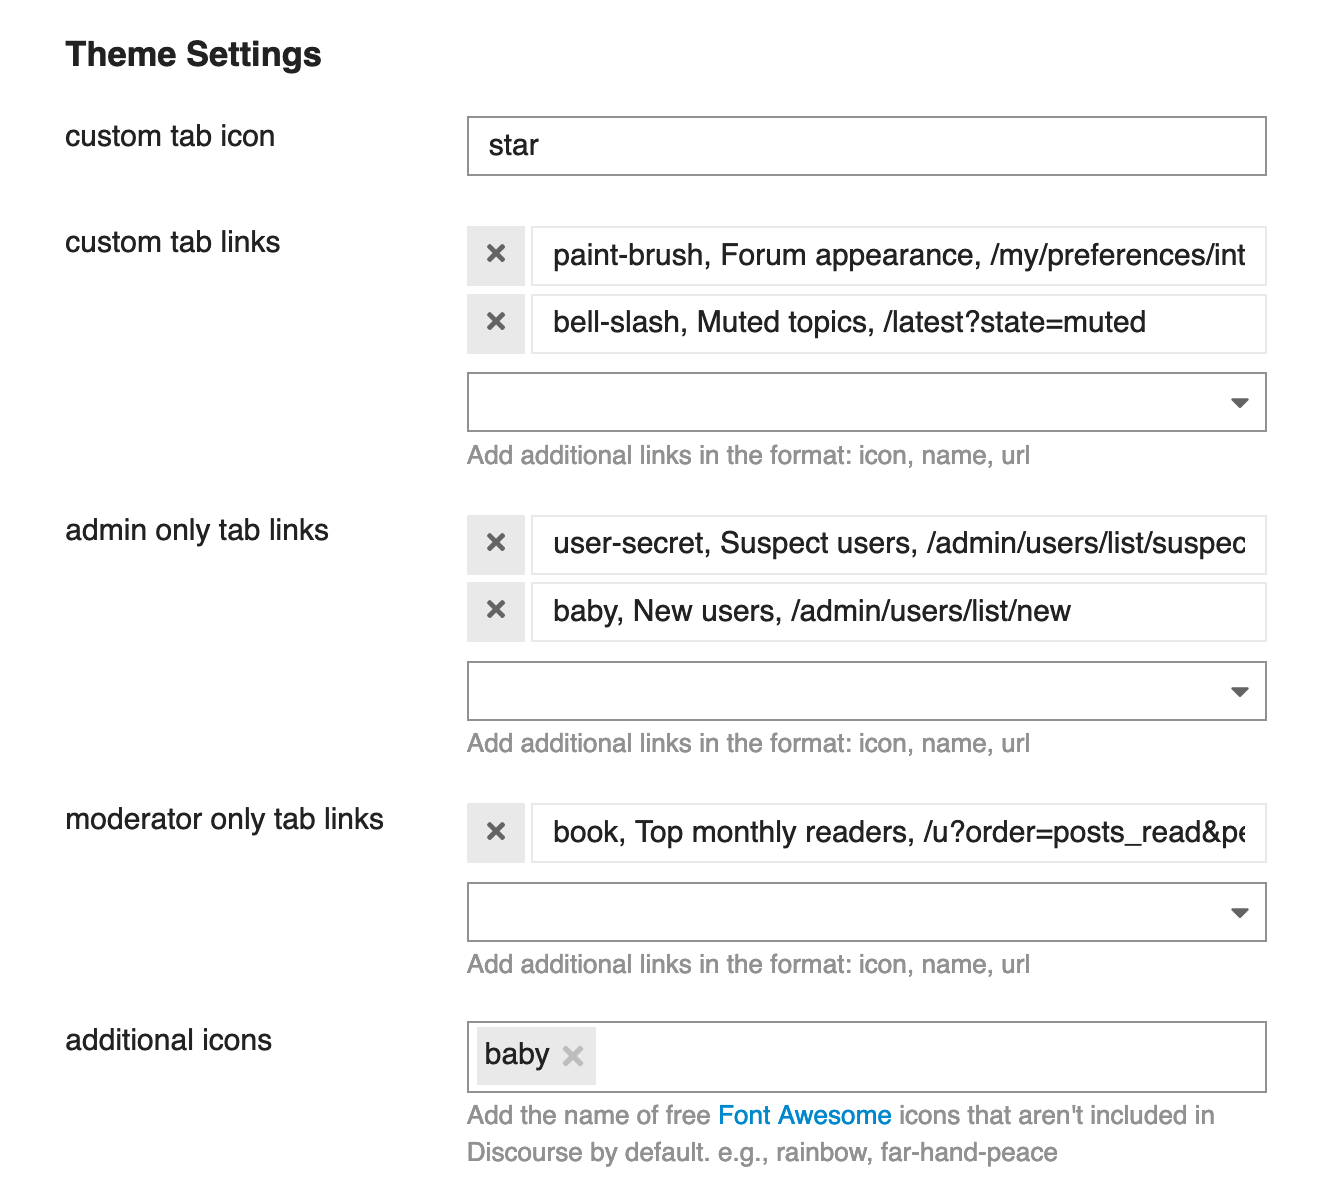 Theme Settings
custom tab icon
star
custom tab links
paint-brush, Forum appearance, /my/preferences/int
bell-slash, Muted topics, /latest?state=muted
Add additional links in the format: icon, name, url
admin only tab links
user-secret, Suspect users, /admin/users/list/suspec
baby, New users, /admin/users/list/new
Add additional links in the format: icon, name, url
moderator only tab links
book, Top monthly readers, /u?order=posts_read&pe
Add additional links in the format: icon, name, url
additional icons
baby
Add the name of free Font Awesome icons that aren't included in
Discourse by default. e.g., rainbow, far-hand-peace